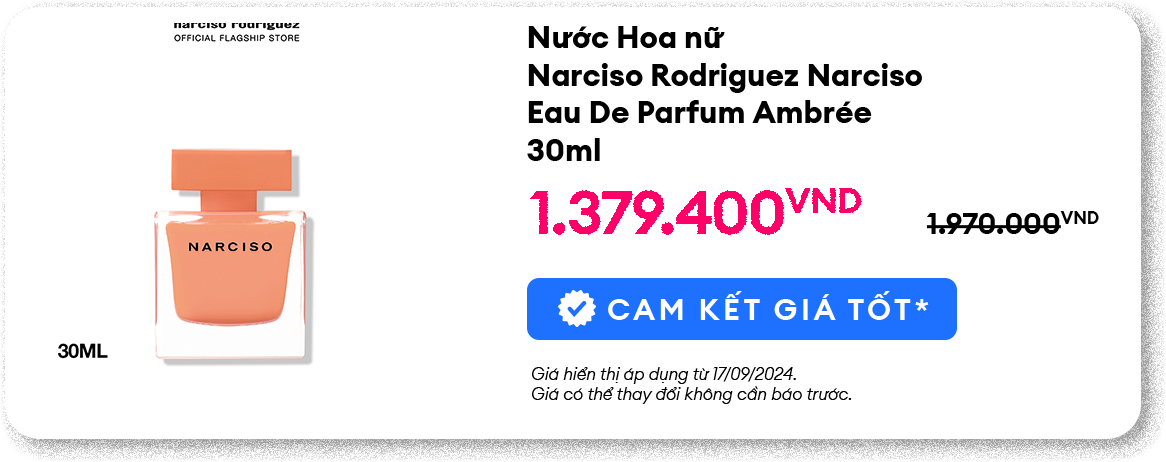 narciso rodriguez
OFFICIAL FLAGSHIP STORE
Nước Hoa nữ
Narciso Rodriguez Narciso
Eau De Parfum Ambrée
30ml
1.379.400VND
1.970.000VND
NARCISO
CAM KẾT GIÁ TỐT*
30ML
Giá hiển thị áp dụng từ 17/09/2024.
Giá có thể thay đổi không cần báo trước.